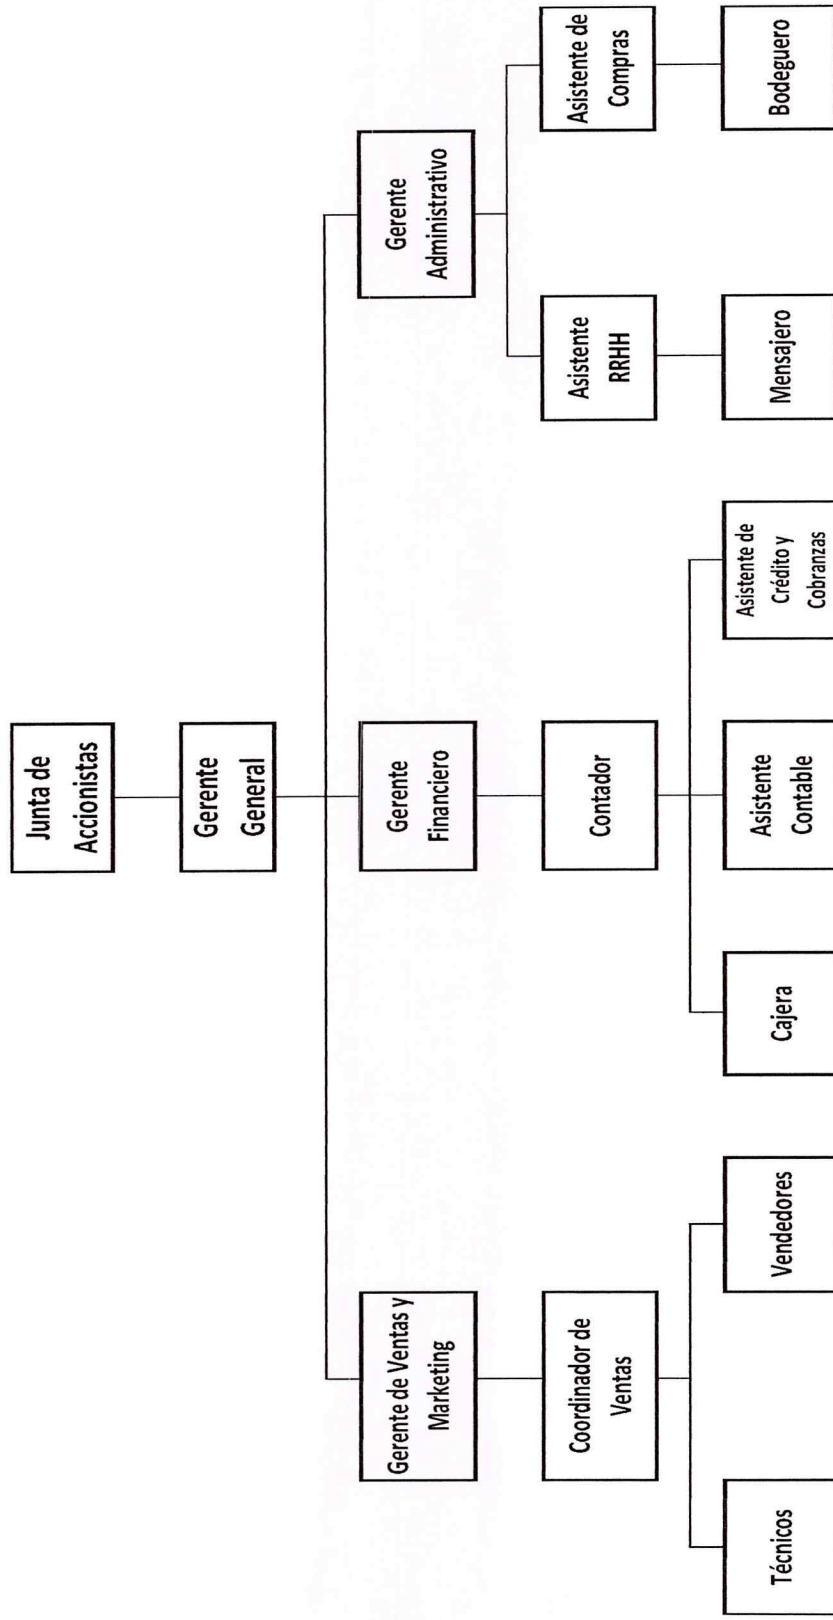 Junta de
Accionistas
Gerente
General
Gerente de Ventas y
Marketing
Gerente
Financiero
Gerente
Administrativo
Coordinador de
Ventas
Contador
Asistente
RRHH
Asistente de
Compras
Técnicos
Vendedores
Cajera
Asistente
Contable
Asistente de
Crédito y
Cobranzas
Mensajero
Bodeguero